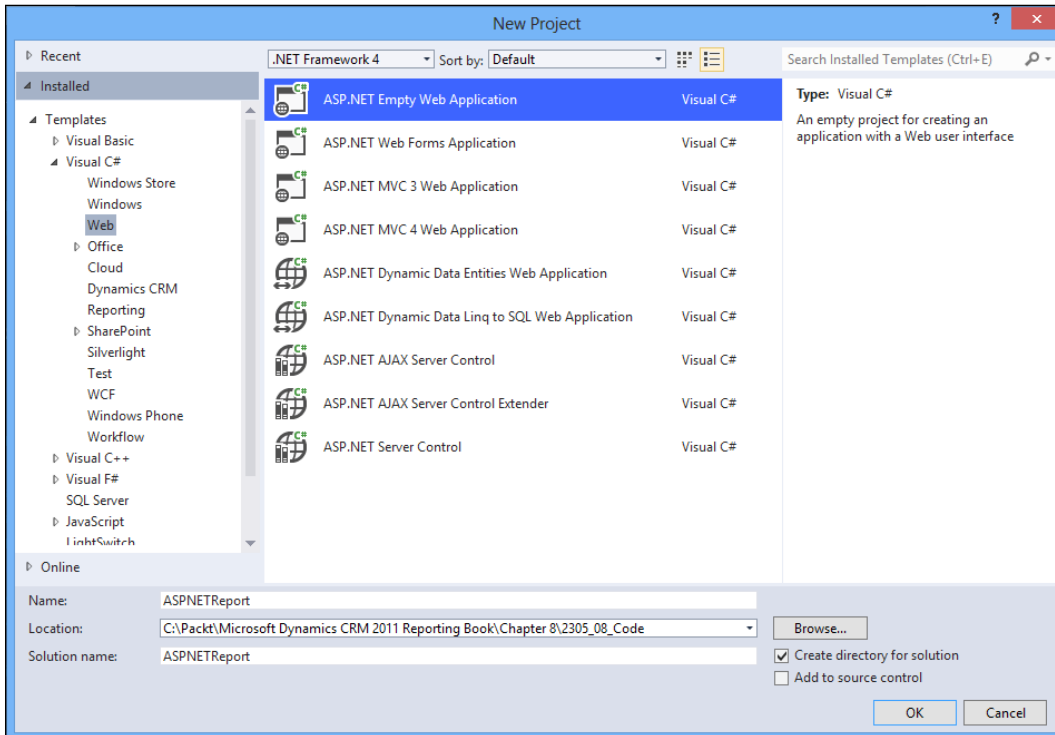 New Project
?
×
Recent
.NET Framework 4
Sort by: Default
Search Installed Templates (Ctrl+E)
Installed
Templates
Visual Basic
Visual C#
Windows Store
Windows
Web
Office
Cloud
Dynamics CRM
Reporting
SharePoint
Silverlight
Test
WCF
Windows Phone
Workflow
Visual C++
Visual F#
SQL Server
JavaScript
LightSwitch
Online
ASP.NET Empty Web Application Visual C#
ASP.NET Web Forms Application Visual C#
ASP.NET MVC 3 Web Application Visual C#
ASP.NET MVC 4 Web Application Visual C#
ASP.NET Dynamic Data Entities Web Application Visual C#
ASP.NET Dynamic Data Linq to SQL Web Application Visual C#
ASP.NET AJAX Server Control Visual C#
ASP.NET AJAX Server Control Extender Visual C#
ASP.NET Server Control Visual C#
Type: Visual C#
An empty project for creating an
application with a Web user interface
Name: ASPNETReport
Location: C:\Packt\Microsoft Dynamics CRM 2011 Reporting Book\Chapter 8\2305_08_Code
Browse...
Solution name: ASPNETReport
Create directory for solution
Add to source control
OK
Cancel